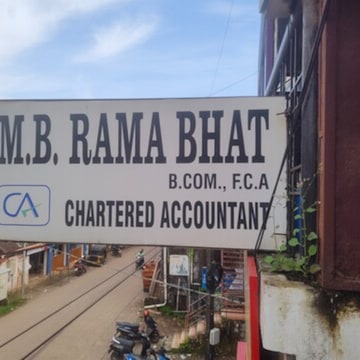 M.B. RAMA BHAT
B.COM., F.C.A
CA CHARTERED ACCOUNTANT